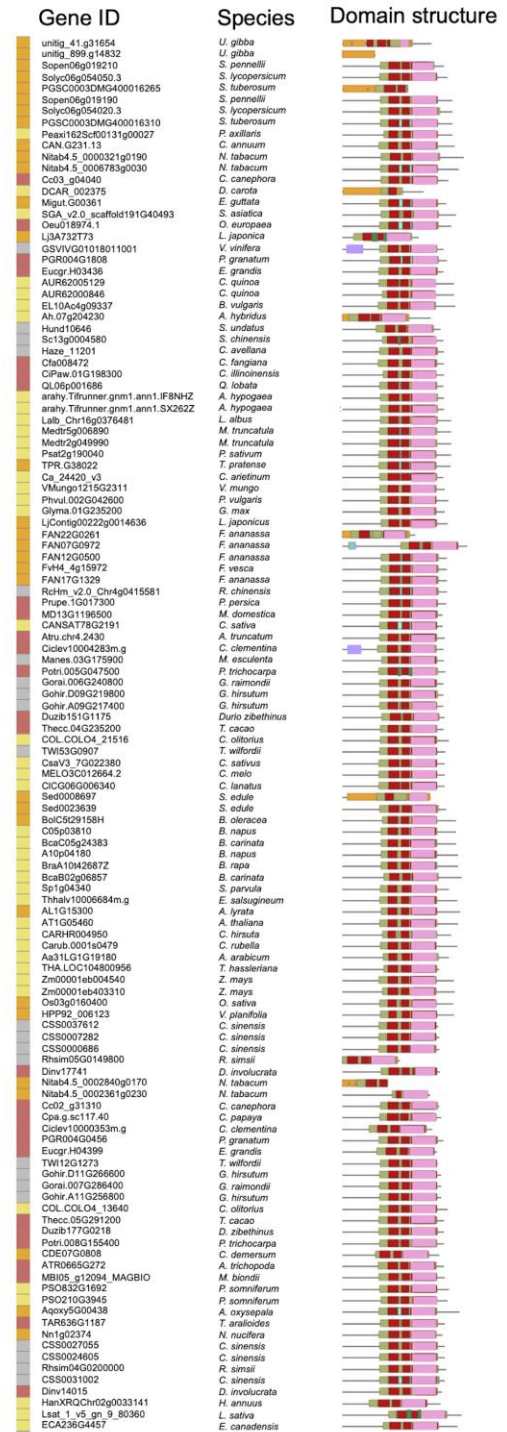 Gene ID Species Domain structure
unitig_41.g31654 U. gibba
unitig_899.g14832 U. gibba
Sopen06g019210 S. pennellii
Solyc06g054050.3 S. lycopersicum
PGSC0003DMG400016265 S. tuberosum
Sopen06g019190 S. pennellii
Solyc06g054020.3 S. lycopersicum
PGSC0003DMG400016310 S. tuberosum
Peaxi162Scf00131g00027 P. axillaris
CAN.G231.13 C. annuum
Nitab4.5_0000321g0190 N. tabacum
Nitab4.5_0006783g0030 N. tabacum
Cc03_g04040 C. canephora
DCAR_002375 D. carota
Migut.G00361 E. guttata
SGA_v2.0_scaffold191G40493 S. asiatica
Oeu018974.1 O. europaea
Lj3A732T73 L. japonica
GSVIVG01018011001 V. vinifera
PGR004G1808 P. granatum
Eucgr.H03436 E. grandis
AUR62005129 C. quinoa
AUR62000846 C. quinoa
EL10Ac4g09337 B. vulgaris
Ah.07g204230 A. hybridus
Hund10646 S. undatus
Sc13g0004580 S. chinensis
Haze_11201 C. avellana
Cfa008472 C. fangiana
CiPaw.01G198300 C. illinoinensis
QL06p001686 Q. lobata
arahy.Tifrunner.gnm1.ann1.IF8NHZ A. hypogaea
arahy.Tifrunner.gnm1.ann1.SX262Z A. hypogaea
Lalb_Chr16g0376481 L. albus
Medtr5g006890 M. truncatula
Medtr2g049990 M. truncatula
Psat2g190040 P. sativum
TPR.G38022 T. pratense
Ca_24420_v3 C. arietinum
VMungo1215G2311 V. mungo
Phvul.002G042600 P. vulgaris
Glyma.01G235200 G. max
LjContig00222g0014636 L. japonicus
FAN22G0261 F. ananassa
FAN07G0972 F. ananassa
FAN12G0500 F. ananassa
FvH4_4g15972 F. vesca
FAN17G1329 F. ananassa
RcHm_v2.0_Chr4g0415581 R. chinensis
Prupe.1G017300 P. persica
MD13G1196500 M. domestica
CANSAT78G2191 C. sativa
Atru.chr4.2430 A. truncatum
Ciclev10004283m.g C. clementina
Manes.03G175900 M. esculenta
Potri.005G047500 P. trichocarpa
Gorai.006G240800 G. raimondii
Gohir.D09G219800 G. hirsutum
Gohir.A09G217400 G. hirsutum
Duzib151G1175 Durio zibethinus
Thecc.04G235200 T. cacao
COL.COLO4_21516 C. olitorius
TWI53G0907 T. wilfordii
CsaV3_7G022380 C. sativus
MELO3C012664.2 C. melo
ClCG06G006340 C. lanatus
Sed0008697 S. edule
Sed0023639 S. edule
BolC5t29158H B. oleracea
C05p03810 B. napus
BcaC05g24383 B. carinata
A10p04180 B. napus
BraA10t42687Z B. rapa
BcaB02g06857 B. carinata
Sp1g04340 S. parvula
Thhalv10006684m.g E. salsugineum
AL1G15300 A. lyrata
AT1G05460 A. thaliana
CARHR004950 C. hirsuta
Carub.0001s0479 C. rubella
Aa31LG1G19180 A. arabicum
THA.LOC104800956 T. hassleriana
Zm00001eb004540 Z. mays
Zm00001eb403310 Z. mays
Os03g0160400 O. sativa
HPP92_006123 V. planifolia
CSS0037612 C. sinensis
CSS0007282 C. sinensis
CSS0000686 C. sinensis
Rhsim05G0149800 R. simsii
Dinv17741 D. involucrata
Nitab4.5_0002840g0170 N. tabacum
Nitab4.5_0002361g0230 N. tabacum
Cc02_g31310 C. canephora
Cpa.g.sc117.40 C. papaya
Ciclev10000353m.g C. clementina
PGR004G0456 P. granatum
Eucgr.H04399 E. grandis
TWI12G1273 T. wilfordii
Gohir.D11G266600 G. hirsutum
Gorai.007G286400 G. raimondii
Gohir.A11G256800 G. hirsutum
COL.COLO4_13640 C. olitorius
Thecc.05G291200 T. cacao
Duzib177G0218 D. zibethinus
Potri.008G155400 P. trichocarpa
CDE07G0808 C. demersum
ATR0665G272 A. trichopoda
MBI05_g12094_MAGBIO M. biondii
PSO832G1692 P. somniferum
PSO210G3945 P. somniferum
Aqoxy5G00438 A. oxysepala
TAR636G1187 T. aralioides
Nn1g02374 N. nucifera
CSS0027055 C. sinensis
CSS0024605 C. sinensis
Rhsim04G0200000 R. simsii
CSS0031002 C. sinensis
Dinv14015 D. involucrata
HanXRQChr02g0033141 H. annuus
Lsat_1_v5_gn_9_80360 L. sativa
ECA236G4457 E. canadensis